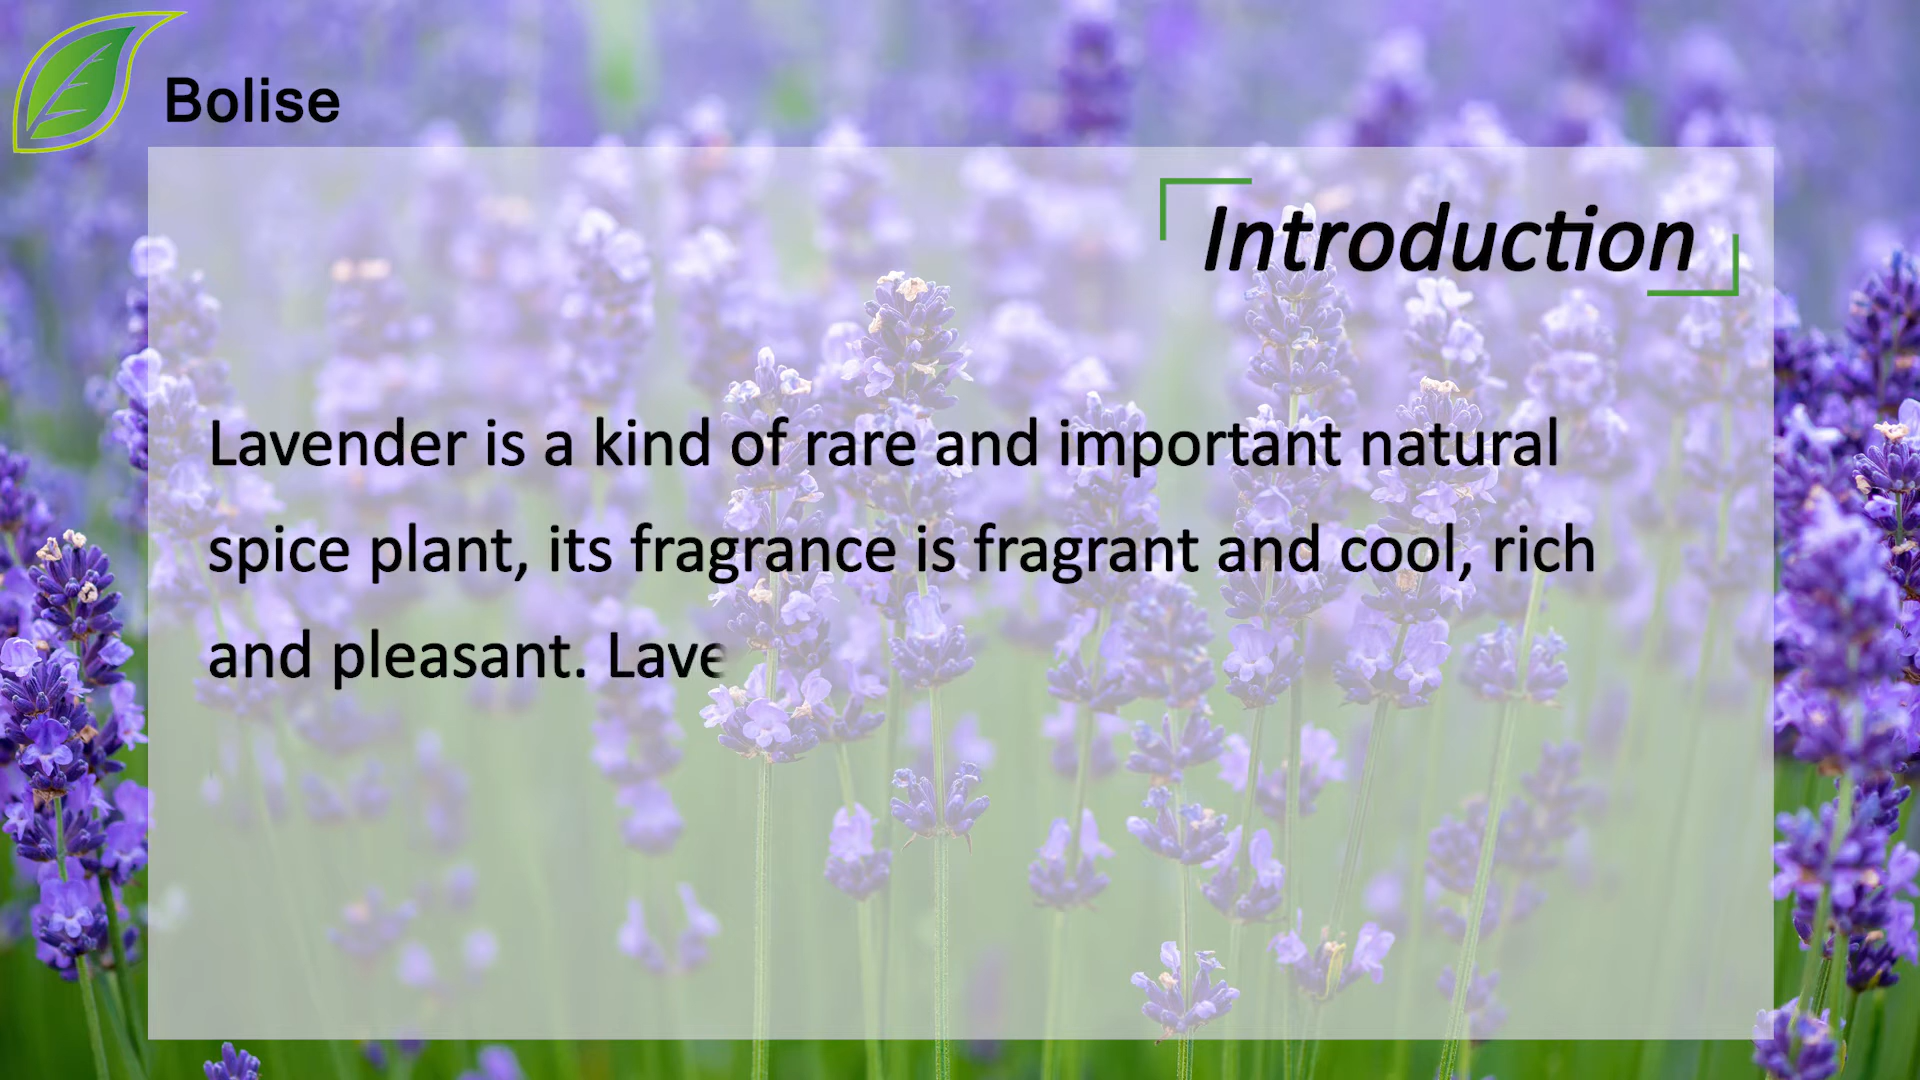 Bolise
Introduction
Lavender is a kind of rare and important natural
spice plant, its fragrance is fragrant and cool, rich
and pleasant. Lave